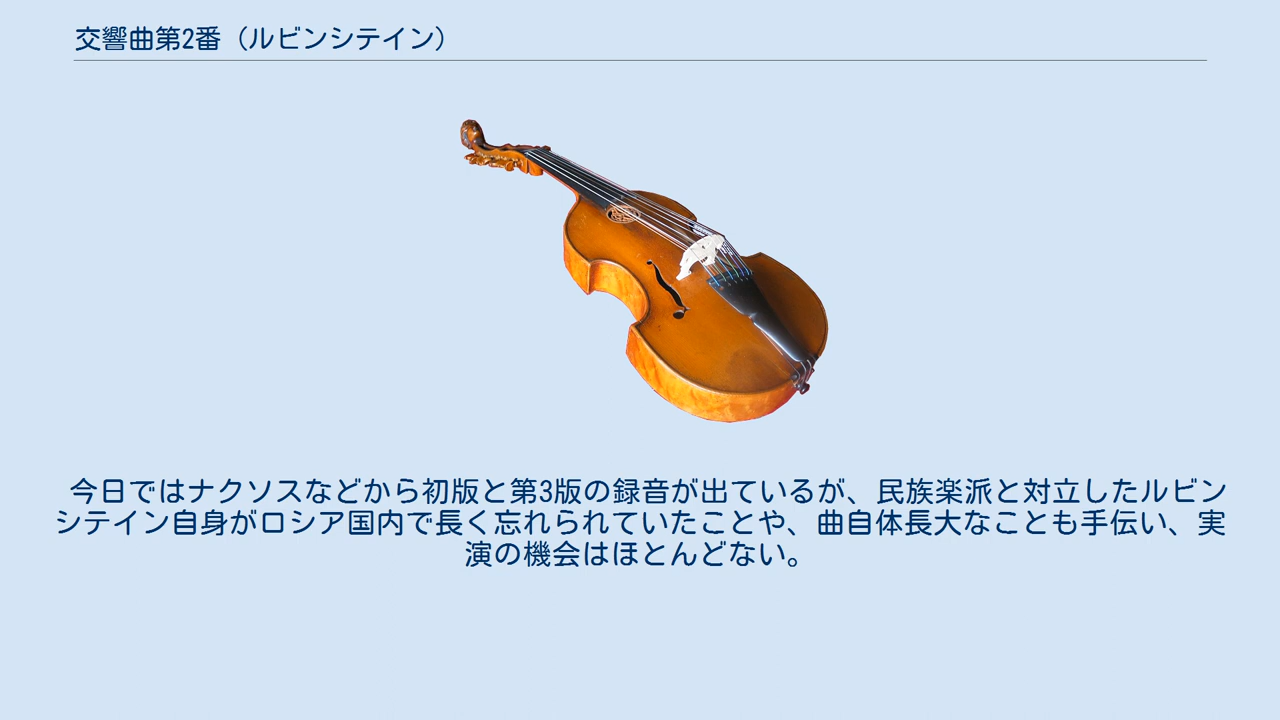 交響曲第2番（ルビンシテイン）
今日ではナクソスなどから初版と第3版の録音が出ているが、民族楽派と対立したルビン
シテイン自身がロシア国内で長く忘れられていたことや、曲自体長大なことも手伝い、実
演の機会はほとんどない。